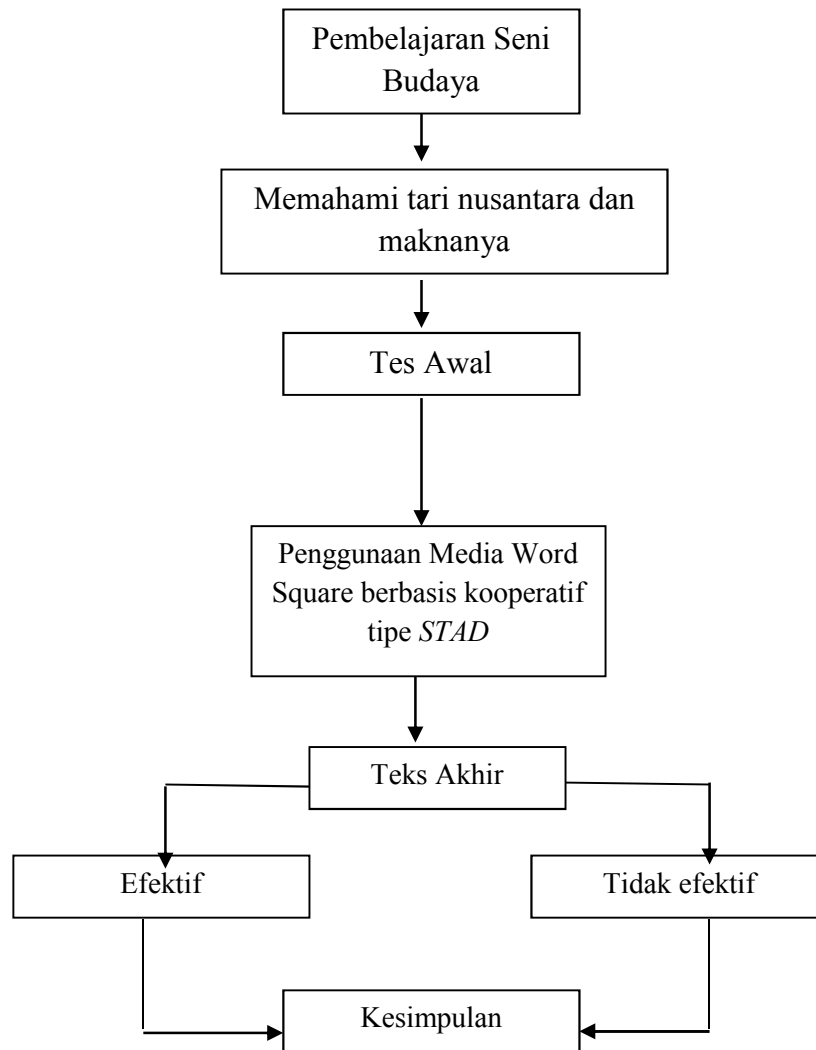 Pembelajaran Seni
Budaya
Memahami tari nusantara dan
maknanya
Tes Awal
Penggunaan Media Word
Square berbasis kooperatif
tipe STAD
Teks Akhir
Efektif
Tidak efektif
Kesimpulan